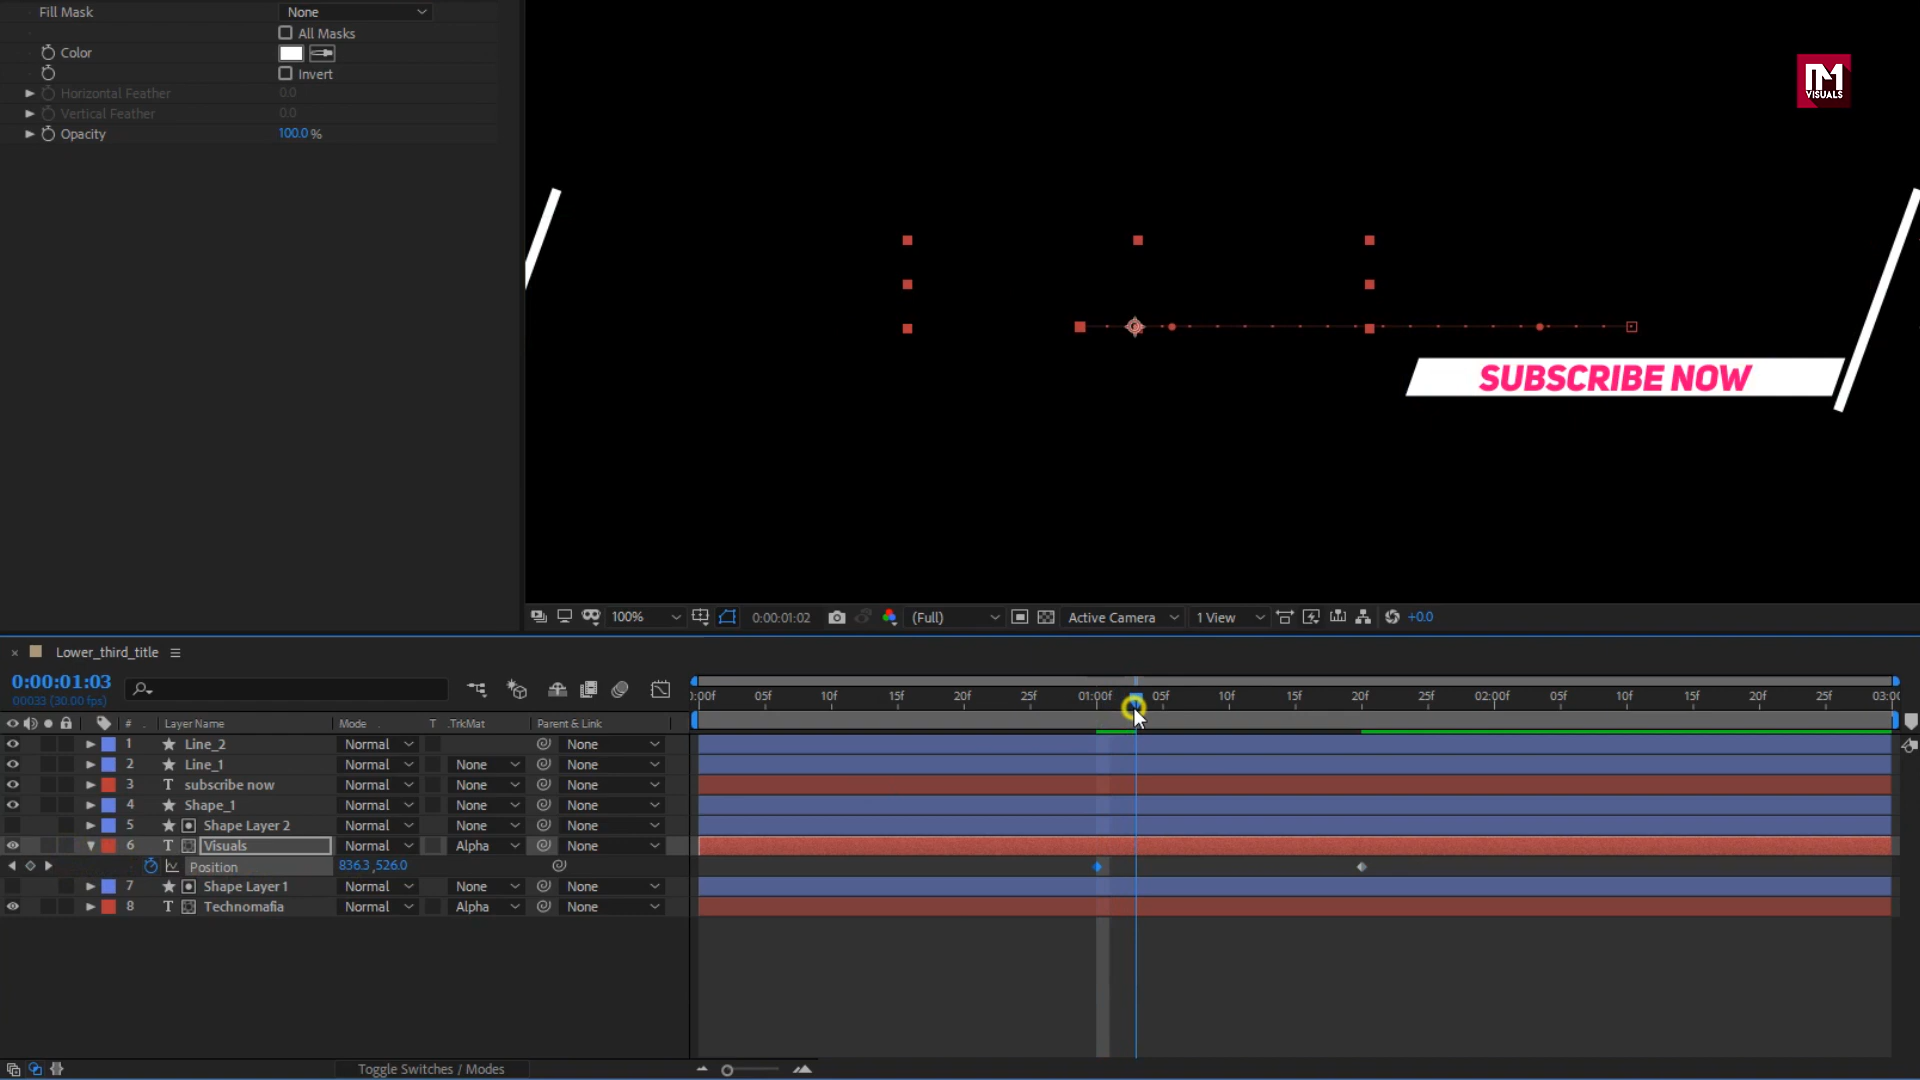 Fill Mask None
All Masks
Color
Invert
Horizontal Feather 0.0
Vertical Feather 0.0
Opacity 100.0 %
M
VISUALS
SUBSCRIBE NOW
100% 0:00:01:02 (Full) Active Camera 1 View +0.0
× Lower_third_title
0:00:01:03
00033 (30.00 fps)
):00f 05f 10f 15f 20f 25f 01:00f 05f 10f 15f 20f 25f 02:00f 05f 10f 15f 20f 25f 03:00
# Layer Name Mode T .TrkMat Parent & Link
1 Line_2 Normal None
2 Line_1 Normal None None
3 T subscribe now Normal None None
4 Shape_1 Normal None None
5 Shape Layer 2 Normal None None
6 T Visuals Normal Alpha None
Position 836.3,526.0
7 Shape Layer 1 Normal None None
8 T Technomafia Normal Alpha None
Toggle Switches / Modes